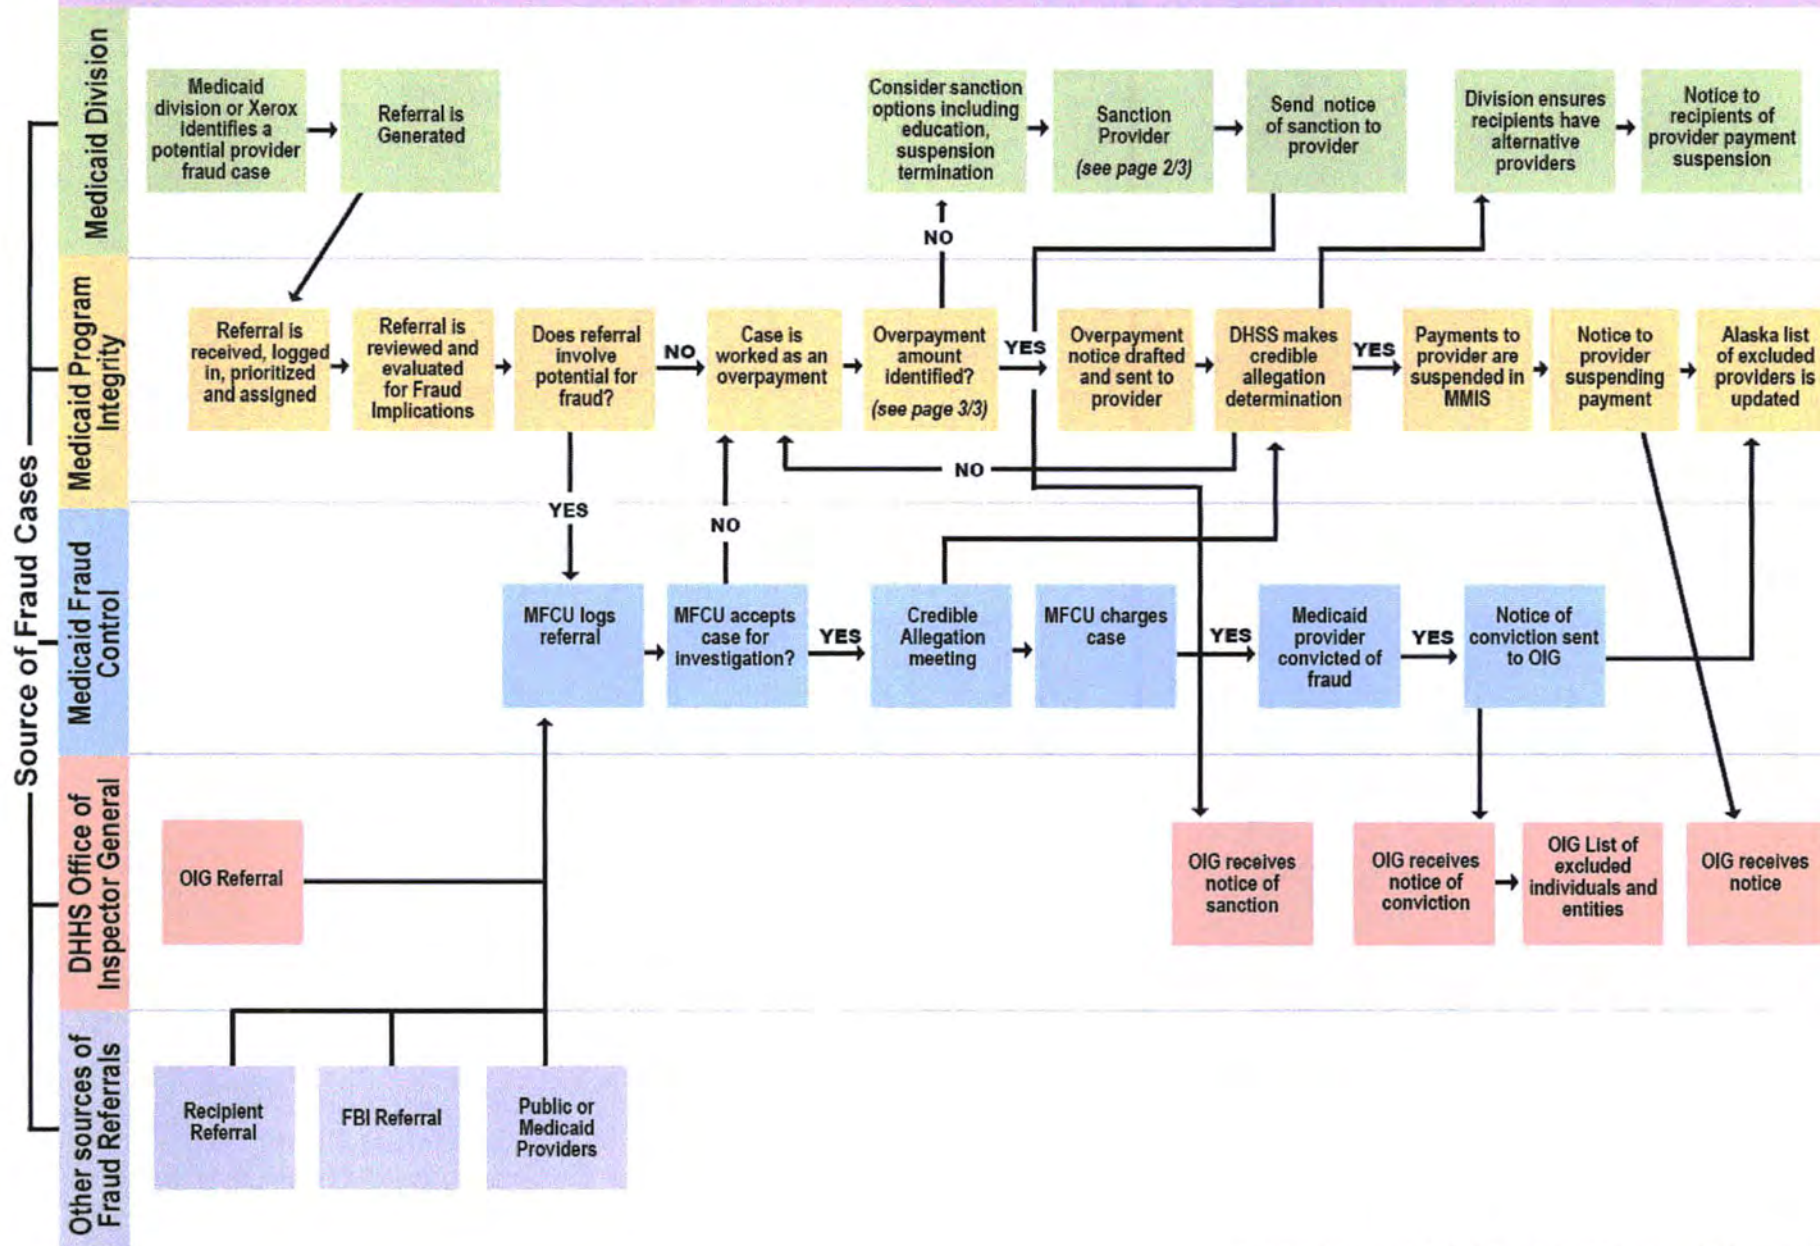 Source of Fraud Cases
Medicaid Division
Medicaid
division or Xerox
identifies a
potential provider
fraud case
Referral is
Generated
Consider sanction
options including
education,
suspension
termination
Sanction
Provider
(see page 2/3)
Send notice
of sanction to
provider
Division ensures
recipients have
alternative
providers
Notice to
recipients of
provider payment
suspension
NO
Medicaid Program
Integrity
Referral is
received, logged
in, prioritized
and assigned
Referral is
reviewed and
evaluated
for Fraud
Implications
Does referral
involve
potential for
fraud?
NO
Case is
worked as an
overpayment
Overpayment
amount
identified?
(see page 3/3)
YES
Overpayment
notice drafted
and sent to
provider
DHSS makes
credible
allegation
determination
YES
Payments to
provider are
suspended in
MMIS
Notice to
provider
suspending
payment
Alaska list
of excluded
providers is
updated
NO
YES
NO
Medicaid Fraud
Control
MFCU logs
referral
MFCU accepts
case for
investigation?
YES
Credible
Allegation
meeting
MFCU charges
case
YES
Medicaid
provider
convicted of
fraud
YES
Notice of
conviction sent
to OIG
DHHS Office of
Inspector General
OIG Referral
OIG receives
notice of
sanction
OIG receives
notice of
conviction
OIG List of
excluded
individuals and
entities
OIG receives
notice
Other sources of
Fraud Referrals
Recipient
Referral
FBI Referral
Public or
Medicaid
Providers